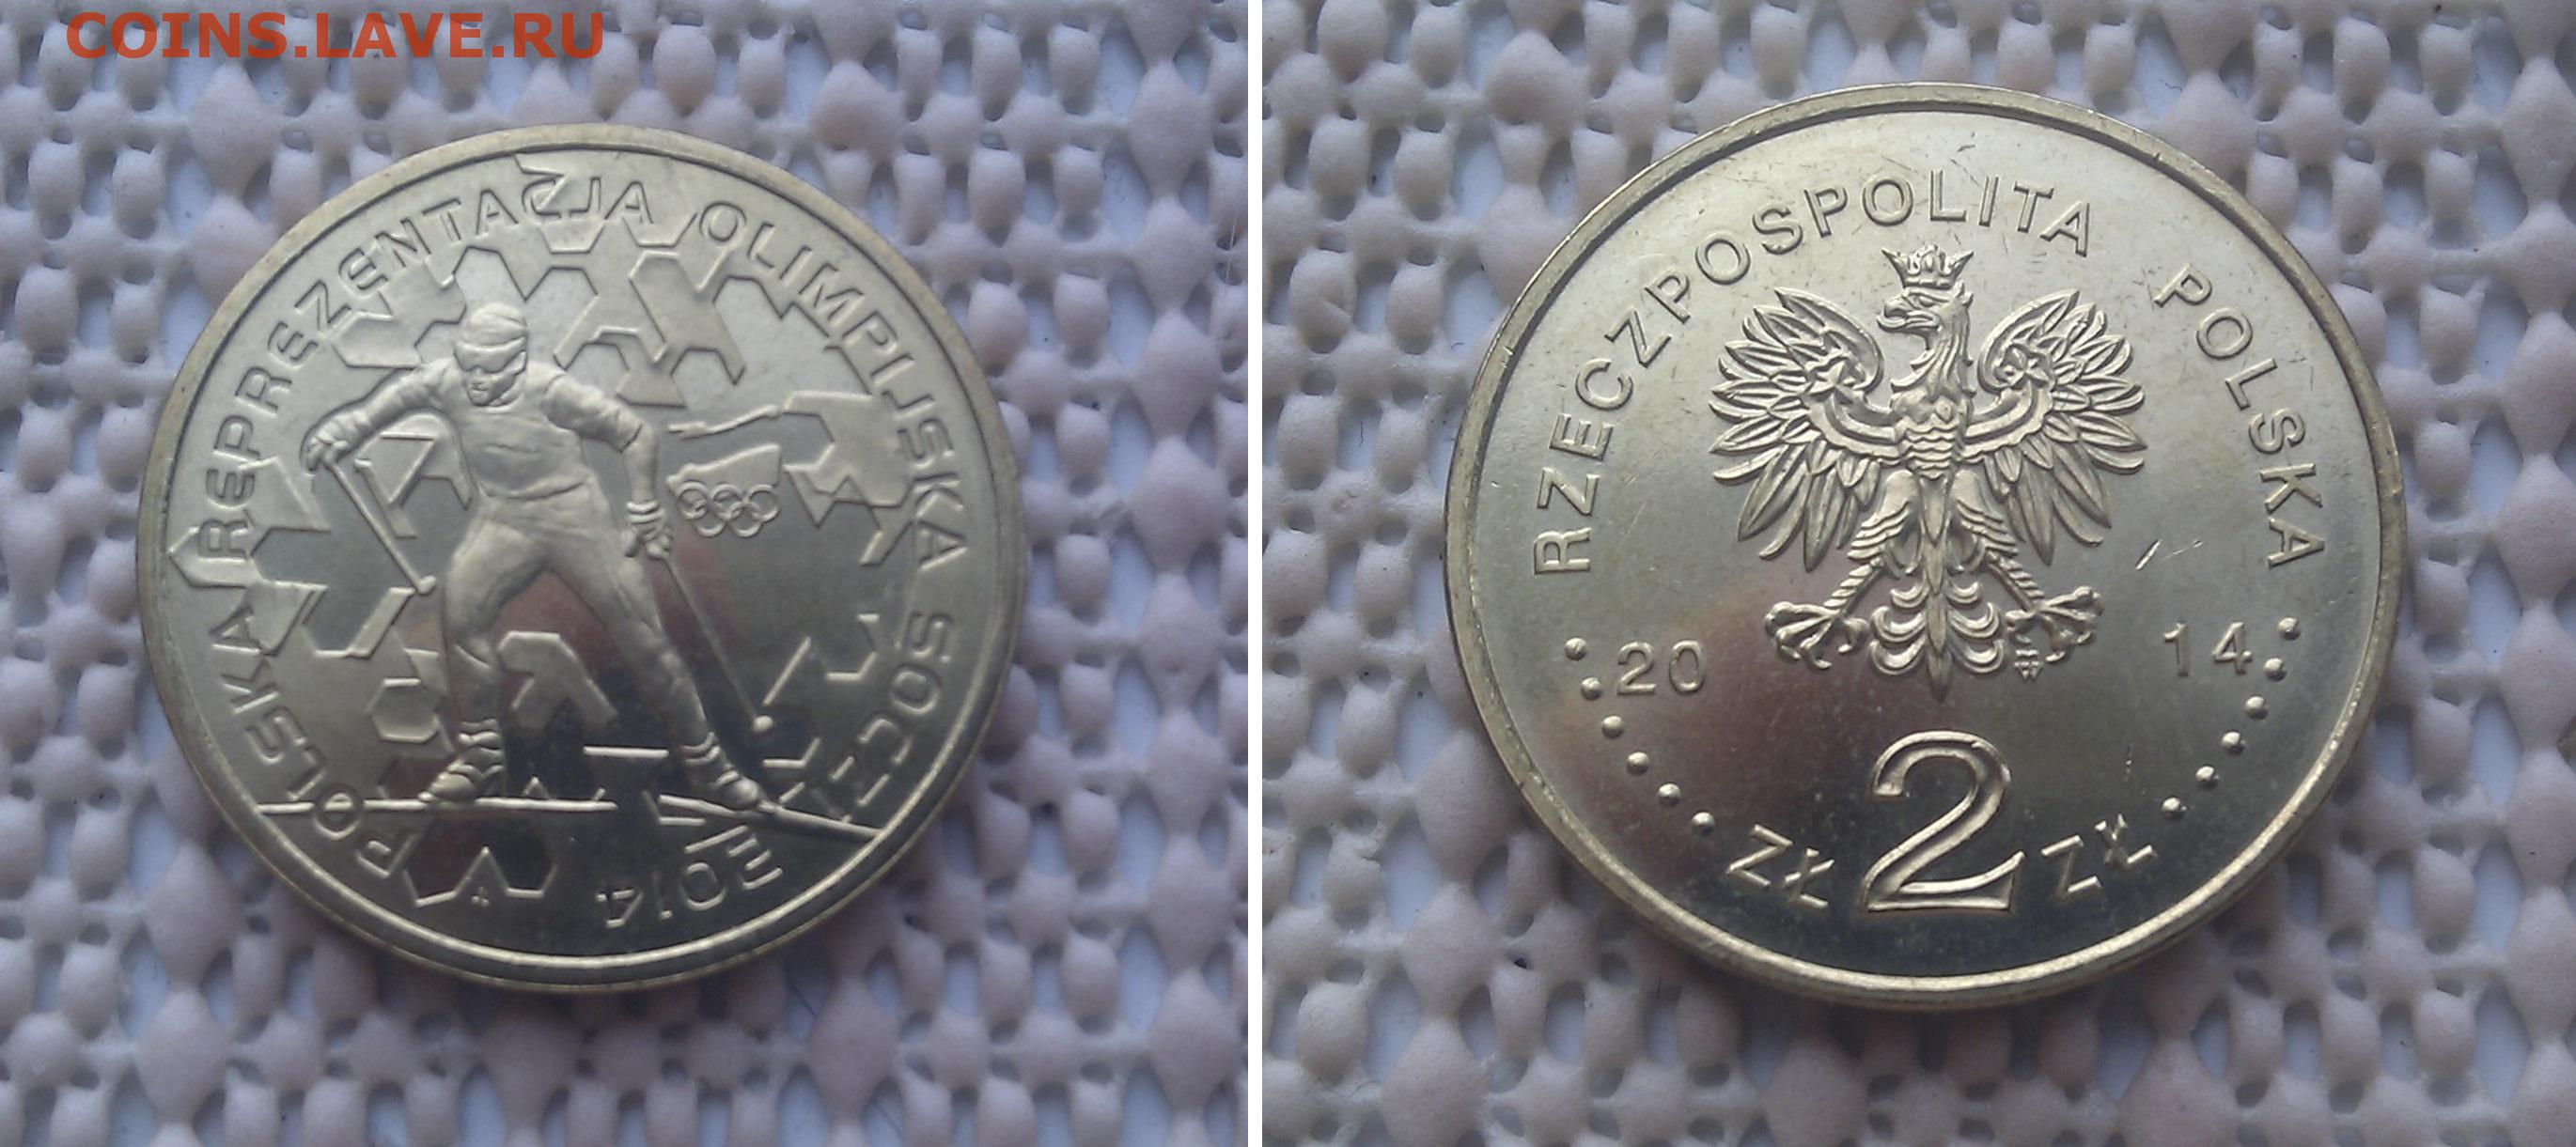 COINS.LAVE.RU
POLSKA REPREZENTACJA OLIMPIJSKA SOCZI 2014
RZECZPOSPOLITA POLSKA
20 14
ZŁ 2 ZŁ